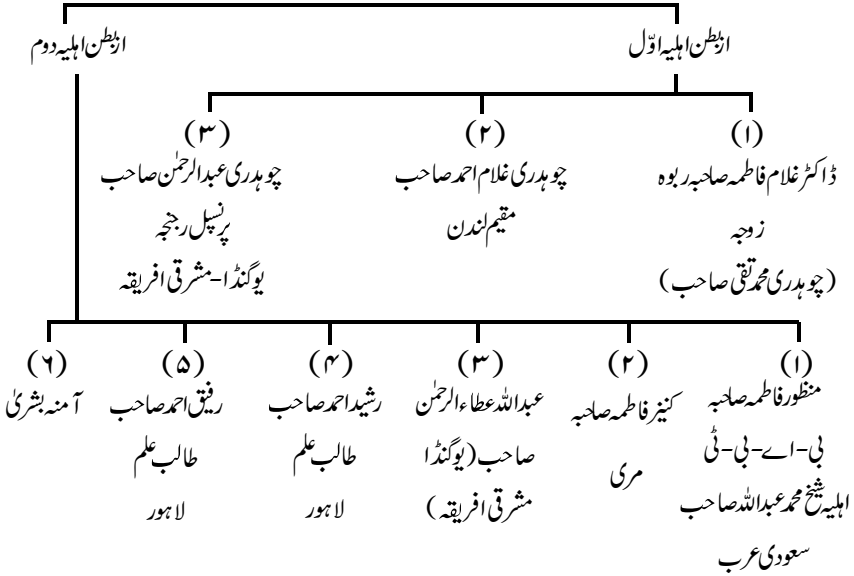 ازبطن اہلیہ اوّل
ازبطن اہلیہ دوم
(۱)
ڈاکٹر غلام فاطمہ صاحبہ ربوہ
زوجہ
(چوہدری محمد تقی صاحب)
(۲)
چوہدری غلام احمد صاحب
مقیم لندن
(۳)
چوہدری عبدالرحمٰن صاحب
پرنسپل رنجہ
یوگنڈا-مشرقی افریقہ
(۱)
منظور فاطمہ صاحبہ
بی-اے-بی-ٹی
اہلیہ شیخ محمد عبداللہ صاحب
سعودی عرب
(۲)
کنیز فاطمہ صاحبہ
مری
(۳)
عبداللہ عطاء الرحمٰن
صاحب (یوگنڈا
مشرقی افریقہ)
(۴)
رشید احمد صاحب
طالب علم
لاہور
(۵)
رفیق احمد صاحب
طالب علم
لاہور
(۶)
آمنہ بشریٰ